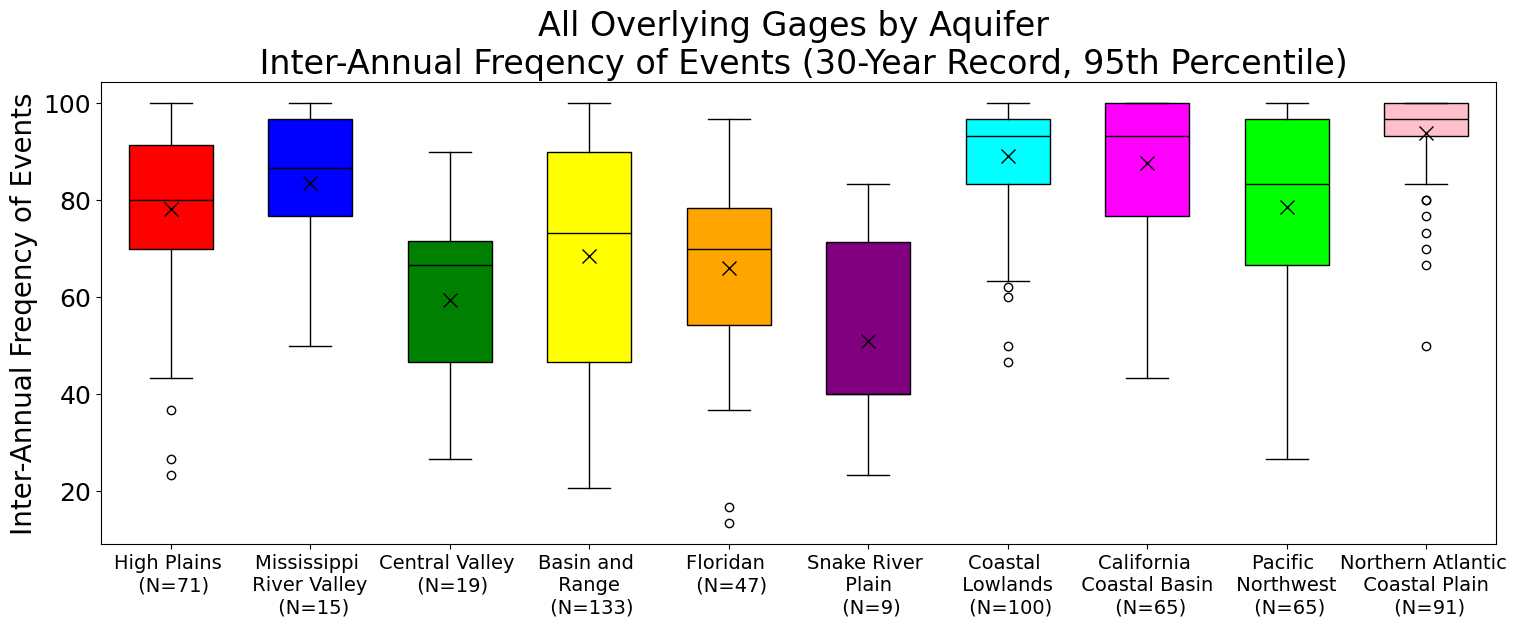 All Overlying Gages by Aquifer
Inter-Annual Freqency of Events (30-Year Record, 95th Percentile)
Inter-Annual Freqency of Events
100
80
60
40
20
High Plains
(N=71)
Mississippi
River Valley
(N=15)
Central Valley
(N=19)
Basin and
Range
(N=133)
Floridan
(N=47)
Snake River
Plain
(N=9)
Coastal
Lowlands
(N=100)
California
Coastal Basin
(N=65)
Pacific
Northwest
(N=65)
Northern Atlantic
Coastal Plain
(N=91)